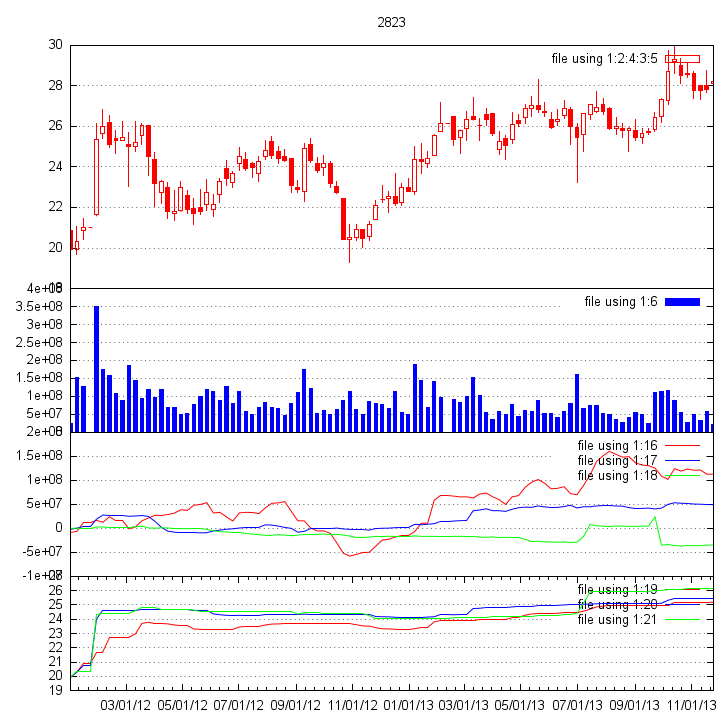 2823
30
file using 1:2:4:3:5
28
26
24
22
20
18
4e+08
file using 1:6
3.5e+08
3e+08
2.5e+08
2e+08
1.5e+08
1e+08
5e+07
0
2e+08
file using 1:16
1.5e+08
file using 1:17
file using 1:18
1e+08
5e+07
0
-5e+07
-1e+08
27
file using 1:19
26
file using 1:20
25
file using 1:21
24
23
22
21
20
19
03/01/12 05/01/12 07/01/12 09/01/12 11/01/12 01/01/13 03/01/13 05/01/13 07/01/13 09/01/13 11/01/13